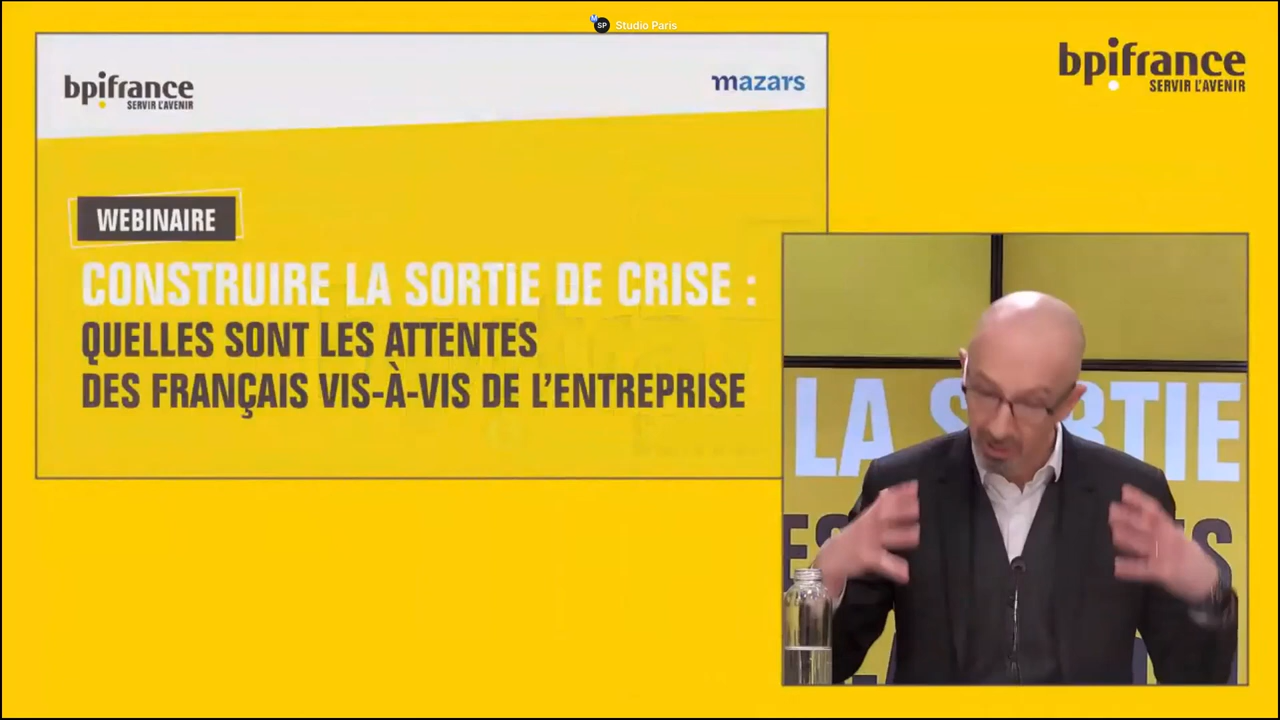 SP Studio Paris
bpifrance
SERVIR L'AVENIR
mazars
bpifrance
SERVIR L'AVENIR
WEBINAIRE
CONSTRUIRE LA SORTIE DE CRISE :
QUELLES SONT LES ATTENTES
DES FRANÇAIS VIS-À-VIS DE L'ENTREPRISE
LA SORTIE